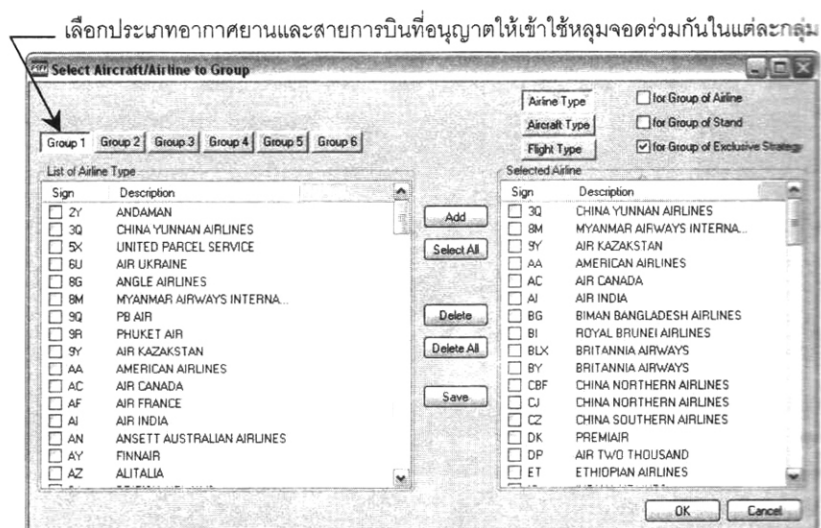 เลือกประเภทอากาศยานและสายการบินที่อนุญาตให้เข้าใช้หลุมจอดร่วมกันในแต่ละกลุ่ม
Select Aircraft/Airline to Group
Airline Type
for Group of Airline
Aircraft Type
for Group of Stand
Flight Type
for Group of Exclusive Strategy
Group 1 Group 2 Group 3 Group 4 Group 5 Group 6
List of Airline Type
Sign Description
2Y ANDAMAN
3Q CHINA YUNNAN AIRLINES
5X UNITED PARCEL SERVICE
6U AIR UKRAINE
8G ANGLE AIRLINES
8M MYANMAR AIRWAYS INTERNA...
9Q PB AIR
9R PHUKET AIR
9Y AIR KAZAKSTAN
AA AMERICAN AIRLINES
AC AIR CANADA
AF AIR FRANCE
AI AIR INDIA
AN ANSETT AUSTRALIAN AIRLINES
AY FINNAIR
AZ ALITALIA
Add
Select All
Delete
Delete All
Save
Selected Airline
Sign Description
3Q CHINA YUNNAN AIRLINES
8M MYANMAR AIRWAYS INTERNA...
9Y AIR KAZAKSTAN
AA AMERICAN AIRLINES
AC AIR CANADA
AI AIR INDIA
BG BIMAN BANGLADESH AIRLINES
BI ROYAL BRUNEI AIRLINES
BLX BRITANNIA AIRWAYS
BY BRITANNIA AIRWAYS
CBF CHINA NORTHERN AIRLINES
CJ CHINA NORTHERN AIRLINES
CZ CHINA SOUTHERN AIRLINES
DK PREMIAIR
DP AIR TWO THOUSAND
ET ETHIOPIAN AIRLINES
OK Cancel